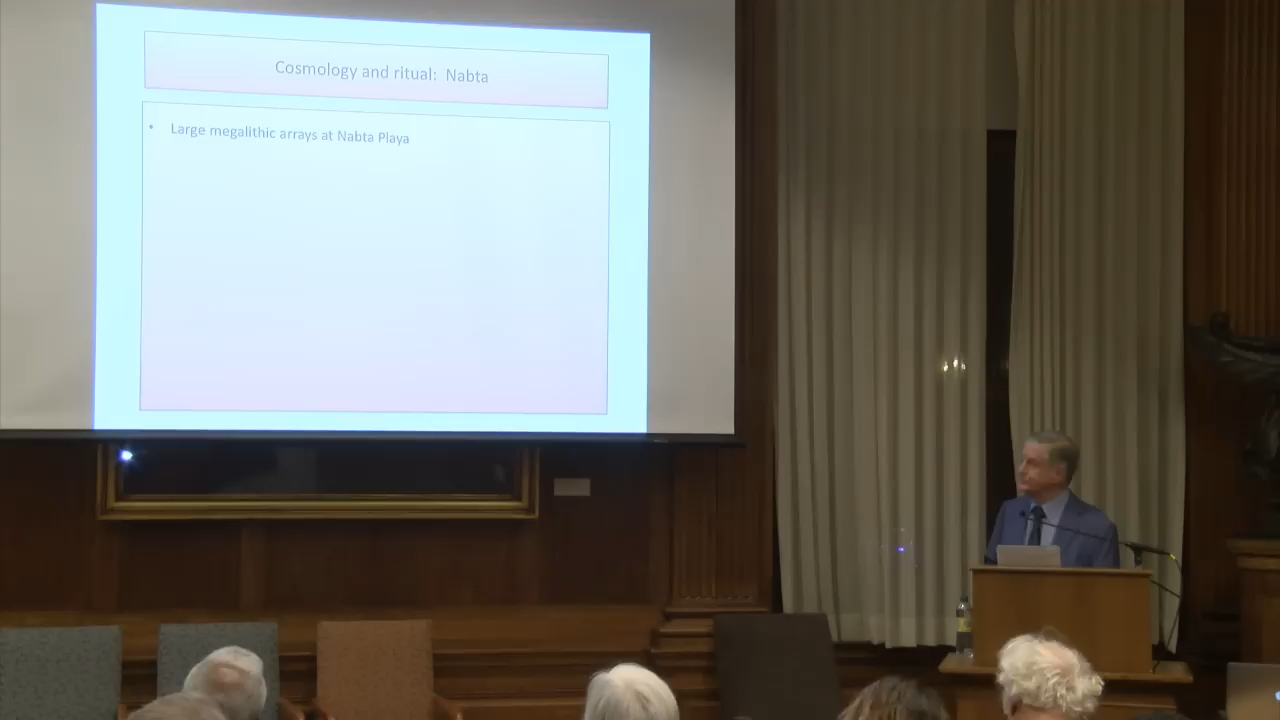 Cosmology and ritual: Nabta
• Large megalithic arrays at Nabta Playa